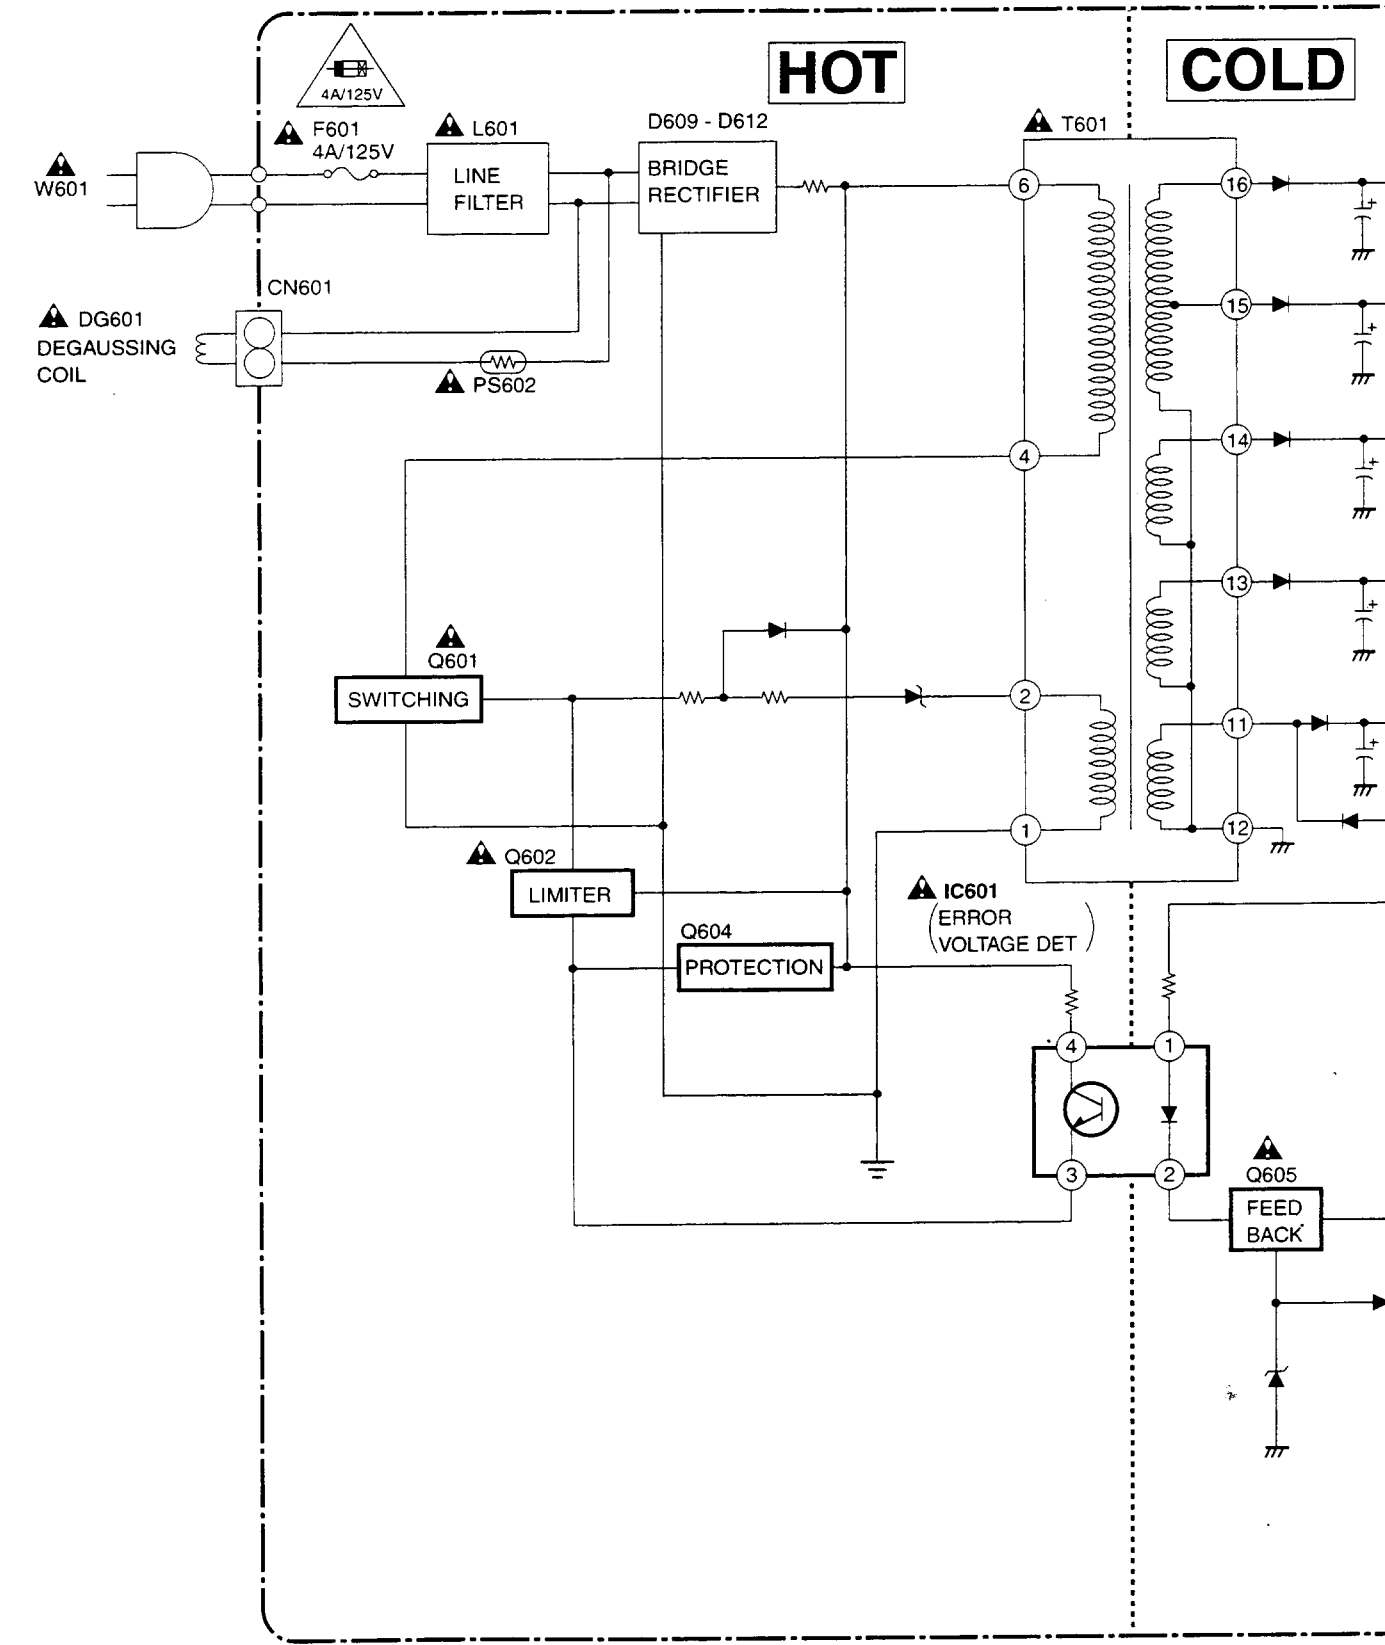 HOT
COLD
4A/125V
F601
4A/125V
L601
D609 - D612
T601
W601
LINE
FILTER
BRIDGE
RECTIFIER
6
16
CN601
15
DG601
DEGAUSSING
COIL
PS602
14
4
13
Q601
SWITCHING
2
11
1
12
Q602
LIMITER
IC601
(ERROR
VOLTAGE DET)
Q604
PROTECTION
4
1
3
2
Q605
FEED
BACK
+
+
+
+
+